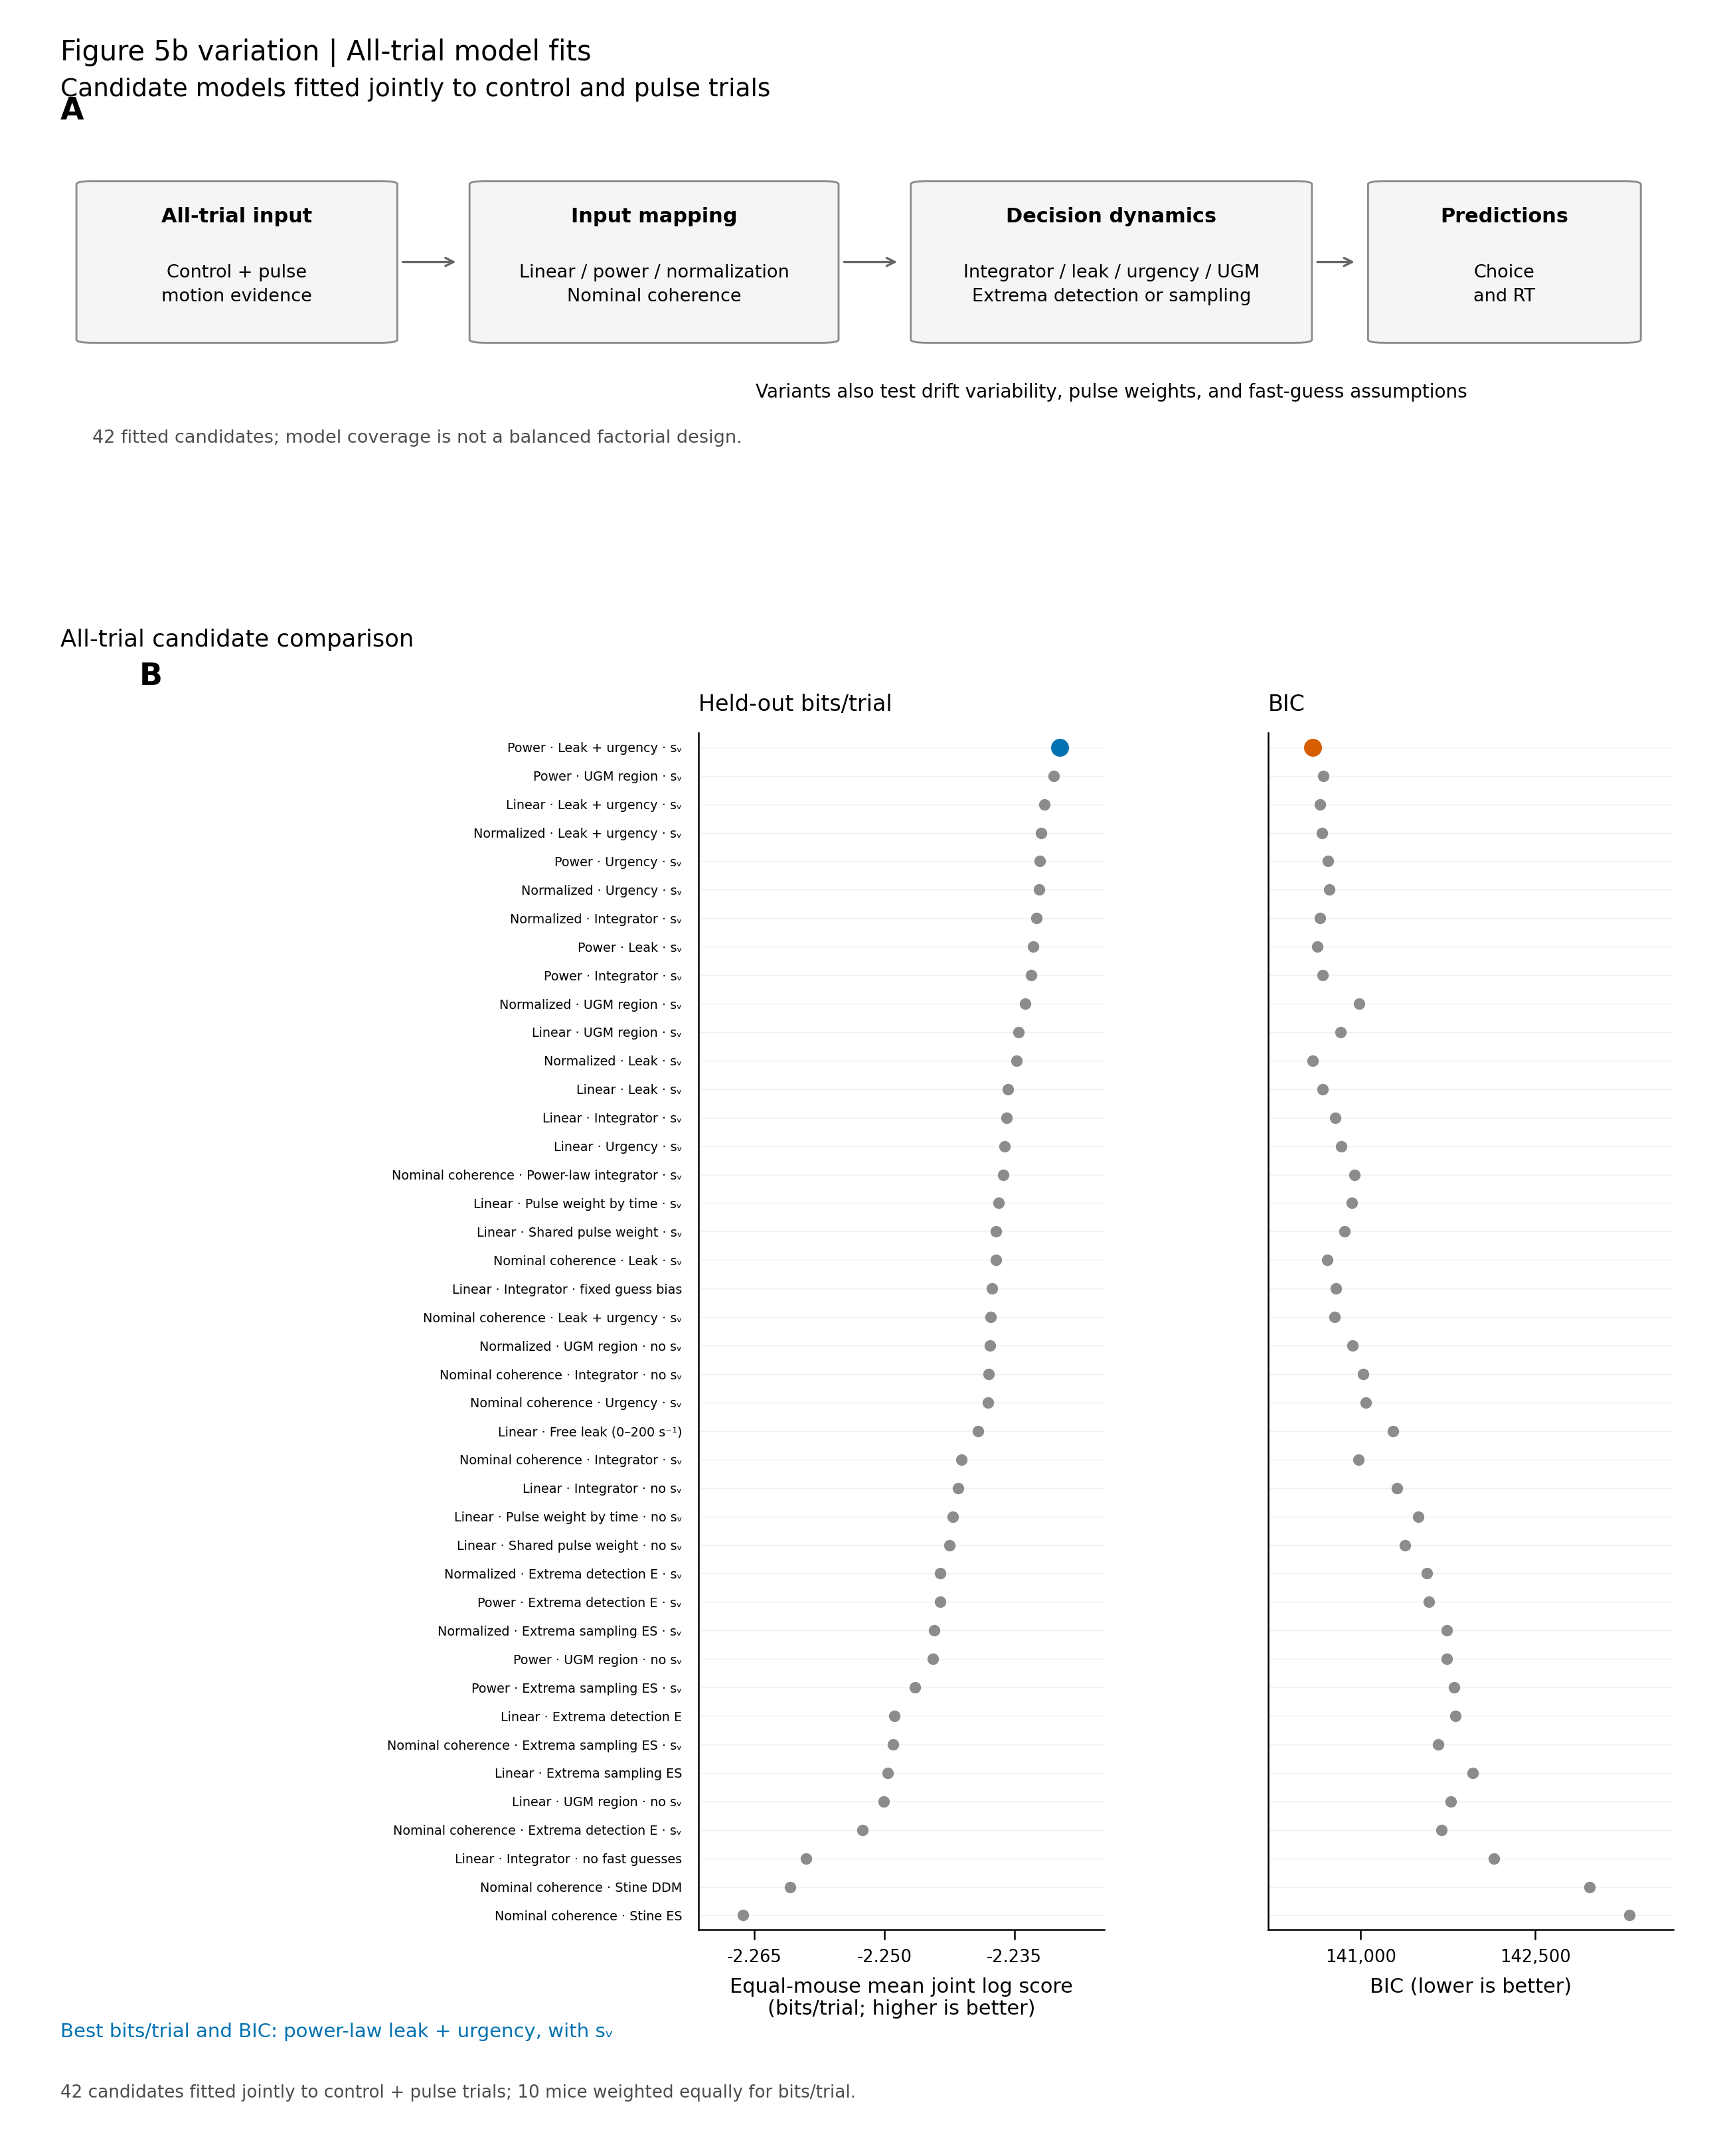 Figure 5b variation | All-trial model fits
Candidate models fitted jointly to control and pulse trials
A
All-trial input
Control + pulse
motion evidence
Input mapping
Linear / power / normalization
Nominal coherence
Decision dynamics
Integrator / leak / urgency / UGM
Extrema detection or sampling
Predictions
Choice
and RT
Variants also test drift variability, pulse weights, and fast-guess assumptions
42 fitted candidates; model coverage is not a balanced factorial design.
All-trial candidate comparison
B
Held-out bits/trial
BIC
Power · Leak + urgency · sᵥ
Power · UGM region · sᵥ
Linear · Leak + urgency · sᵥ
Normalized · Leak + urgency · sᵥ
Power · Urgency · sᵥ
Normalized · Urgency · sᵥ
Normalized · Integrator · sᵥ
Power · Leak · sᵥ
Power · Integrator · sᵥ
Normalized · UGM region · sᵥ
Linear · UGM region · sᵥ
Normalized · Leak · sᵥ
Linear · Leak · sᵥ
Linear · Integrator · sᵥ
Linear · Urgency · sᵥ
Nominal coherence · Power-law integrator · sᵥ
Linear · Pulse weight by time · sᵥ
Linear · Shared pulse weight · sᵥ
Nominal coherence · Leak · sᵥ
Linear · Integrator · fixed guess bias
Nominal coherence · Leak + urgency · sᵥ
Normalized · UGM region · no sᵥ
Nominal coherence · Integrator · no sᵥ
Nominal coherence · Urgency · sᵥ
Linear · Free leak (0–200 s⁻¹)
Nominal coherence · Integrator · sᵥ
Linear · Integrator · no sᵥ
Linear · Pulse weight by time · no sᵥ
Linear · Shared pulse weight · no sᵥ
Normalized · Extrema detection E · sᵥ
Power · Extrema detection E · sᵥ
Normalized · Extrema sampling ES · sᵥ
Power · UGM region · no sᵥ
Power · Extrema sampling ES · sᵥ
Linear · Extrema detection E
Nominal coherence · Extrema sampling ES · sᵥ
Linear · Extrema sampling ES
Linear · UGM region · no sᵥ
Nominal coherence · Extrema detection E · sᵥ
Linear · Integrator · no fast guesses
Nominal coherence · Stine DDM
Nominal coherence · Stine ES
-2.265 -2.250 -2.235
141,000 142,500
Equal-mouse mean joint log score
(bits/trial; higher is better)
BIC (lower is better)
Best bits/trial and BIC: power-law leak + urgency, with sᵥ
42 candidates fitted jointly to control + pulse trials; 10 mice weighted equally for bits/trial.